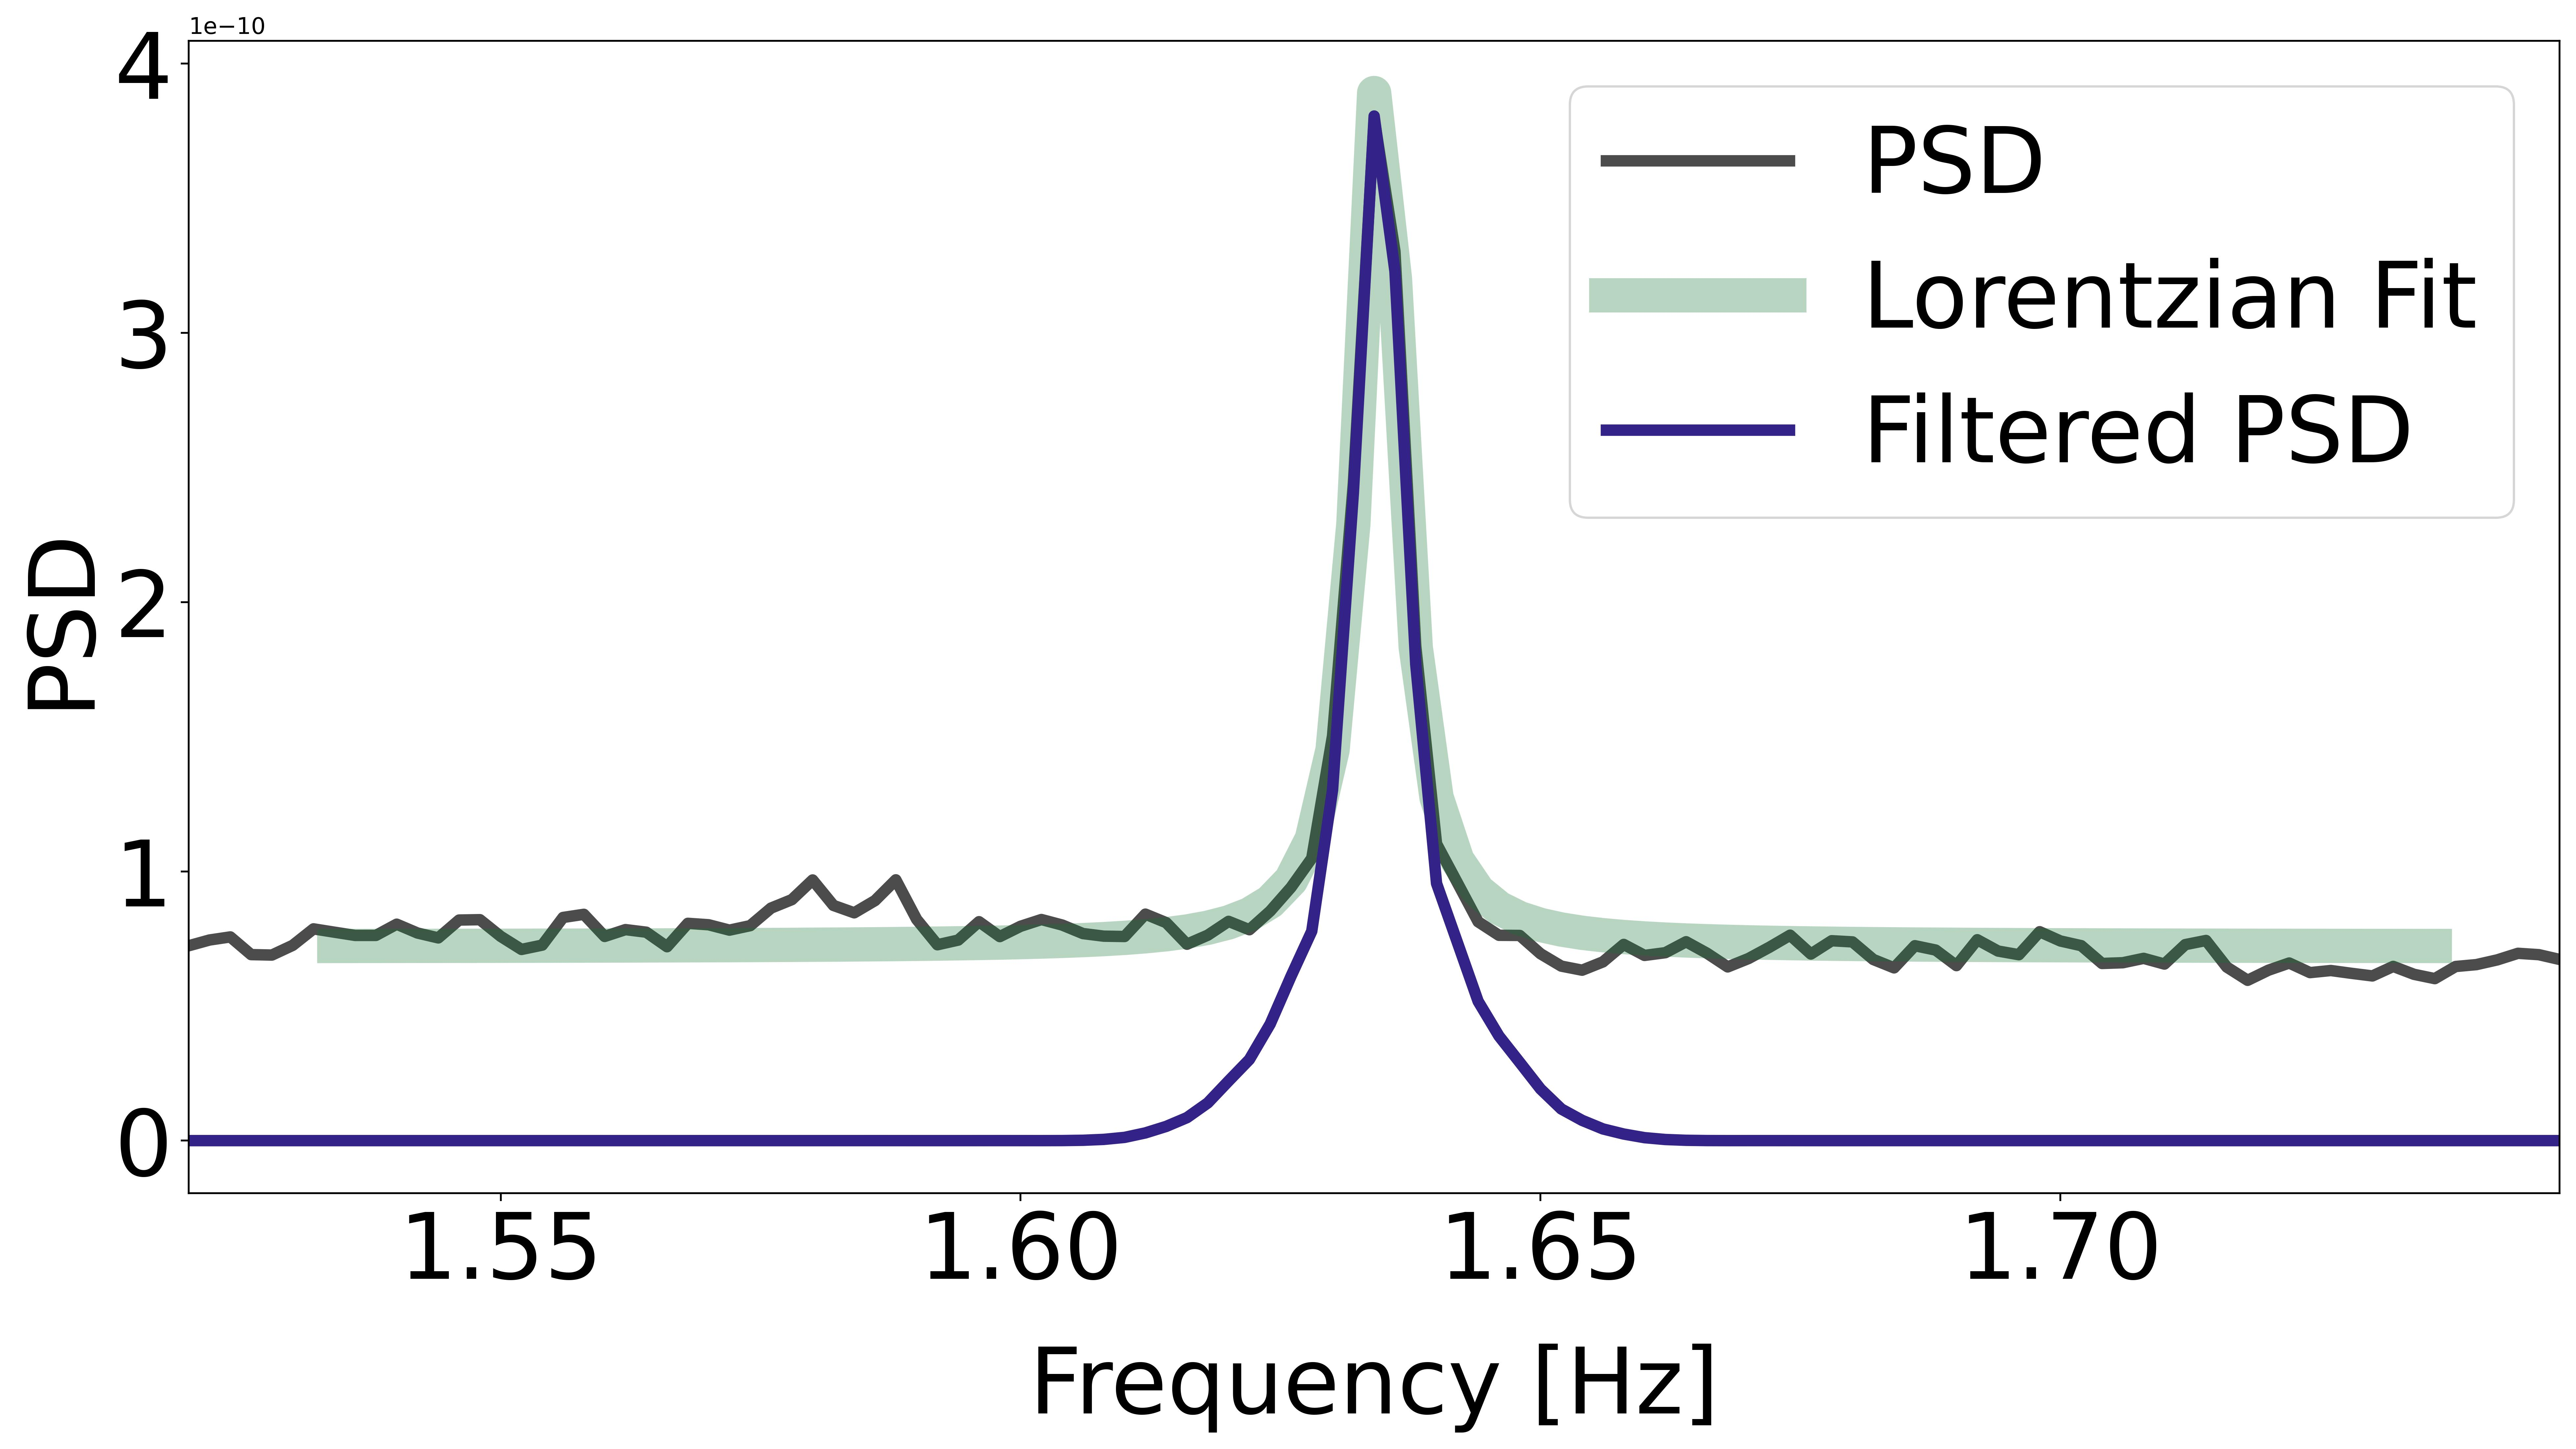 1e−10
4
3
2
1
0
PSD
PSD
Lorentzian Fit
Filtered PSD
1.55 1.60 1.65 1.70
Frequency [Hz]